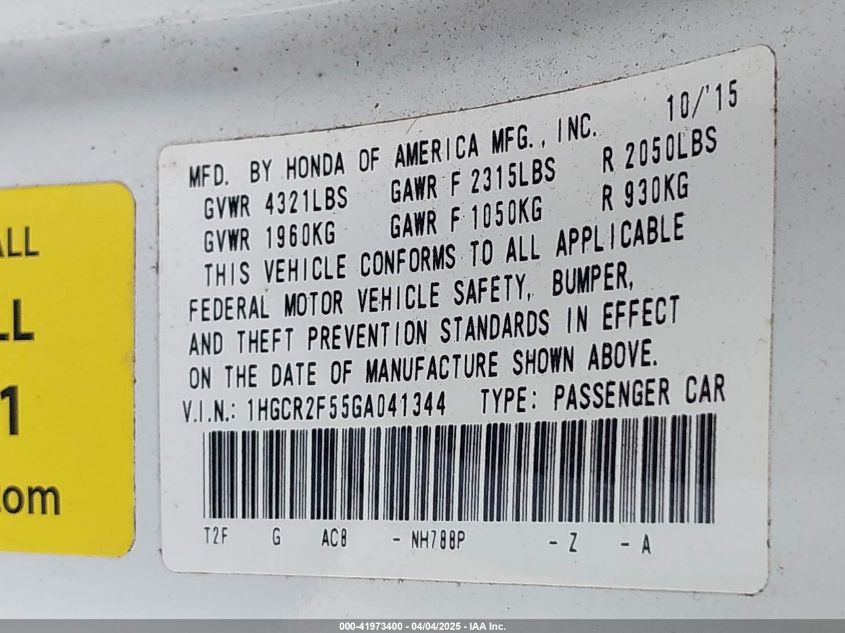 10/'15
MFD. BY HONDA OF AMERICA MFG., INC.
GVWR 4321LBS GAWR F 2315LBS R 2050LBS
GVWR 1960KG GAWR F 1050KG R 930KG
THIS VEHICLE CONFORMS TO ALL APPLICABLE
FEDERAL MOTOR VEHICLE SAFETY, BUMPER,
AND THEFT PREVENTION STANDARDS IN EFFECT
ON THE DATE OF MANUFACTURE SHOWN ABOVE.
V.I.N.: 1HGCR2F55GA041344 TYPE: PASSENGER CAR
T2F G AC8 - NH788P - Z - A
ALL
LL
1
com
000-41973400 - 04/04/2025 - IAA Inc.